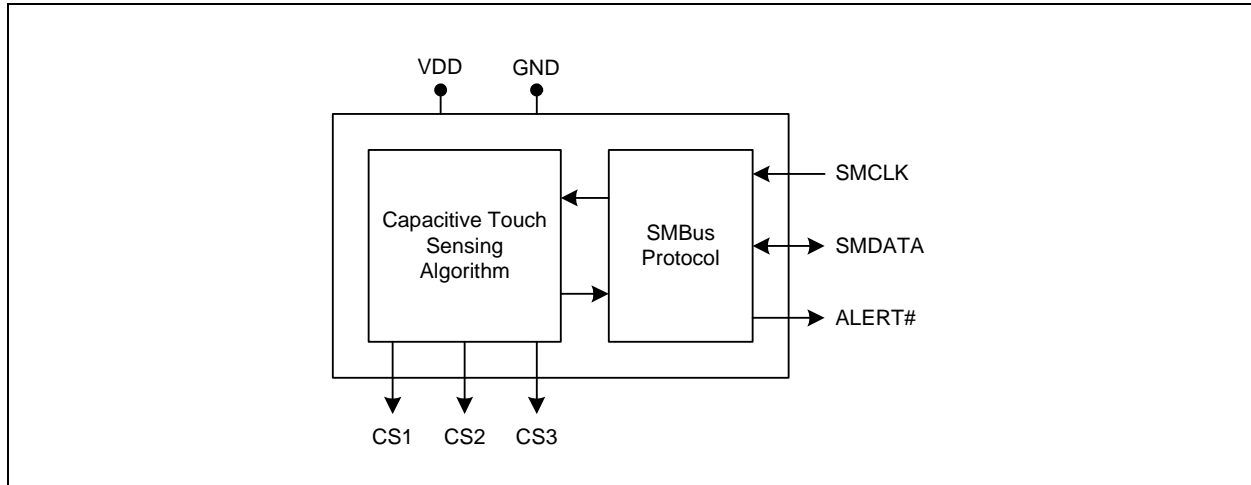 VDD
GND
Capacitive Touch
Sensing
Algorithm
SMBus
Protocol
SMCLK
SMDATA
ALERT#
CS1
CS2
CS3